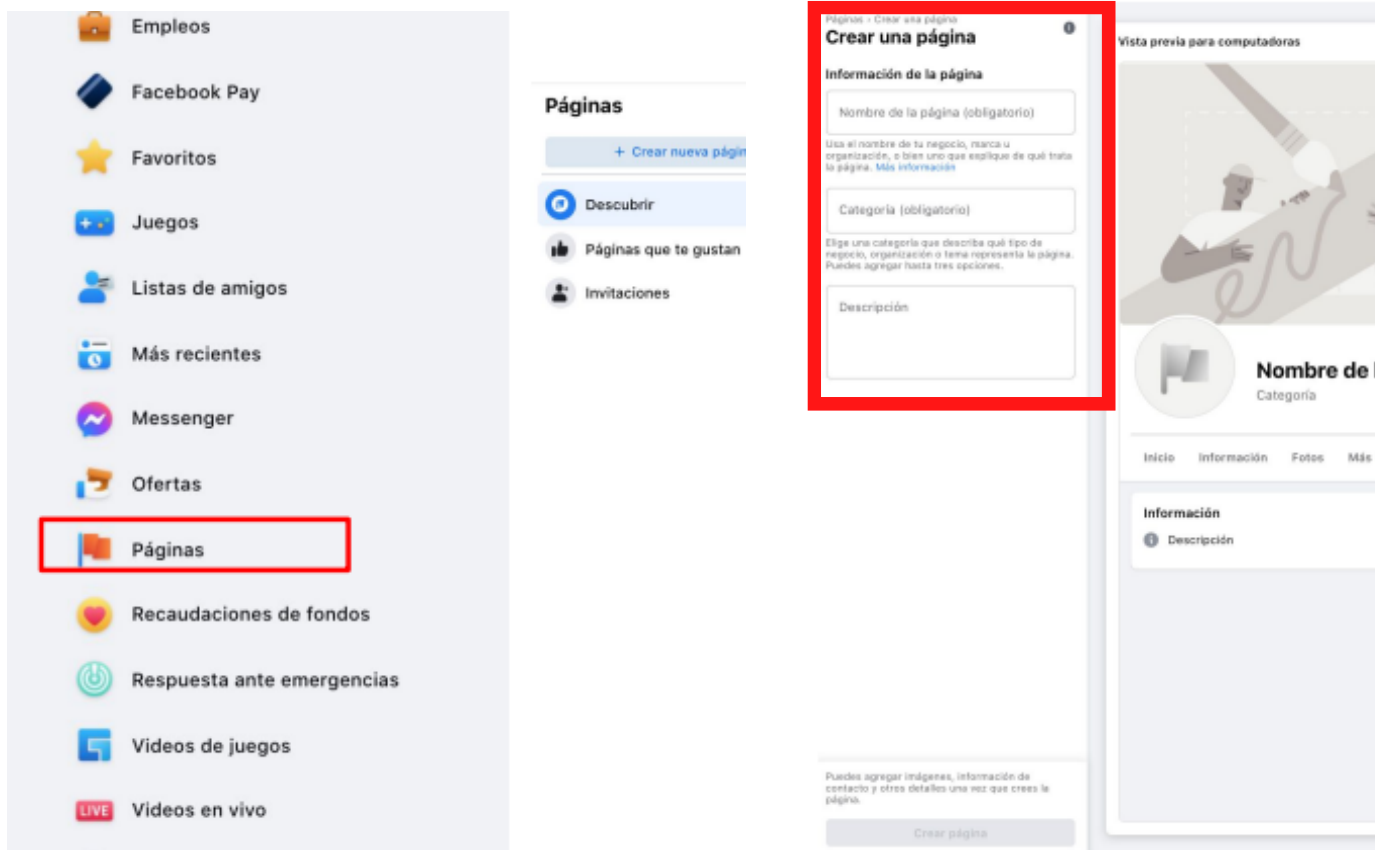 Empleos
Facebook Pay
Favoritos
Juegos
Listas de amigos
Más recientes
Messenger
Ofertas
Páginas
Recaudaciones de fondos
Respuesta ante emergencias
Videos de juegos
LIVE
Videos en vivo
Páginas
+ Crear nueva págin
Descubrir
Páginas que te gustan
Invitaciones
Páginas › Crear una página
Crear una página
Información de la página
Nombre de la página (obligatorio)
Usa el nombre de tu negocio, marca u
organización, o bien uno que explique de qué trata
la página. Más información
Categoría (obligatorio)
Elige una categoría que describa qué tipo de
negocio, organización o tema representa la página.
Puedes agregar hasta tres opciones.
Descripción
Puedes agregar imágenes, información de
contacto y otros detalles una vez que crees la
página.
Crear página
Vista previa para computadoras
Nombre de l
Categoría
Inicio Información Fotos Más
Información
Descripción